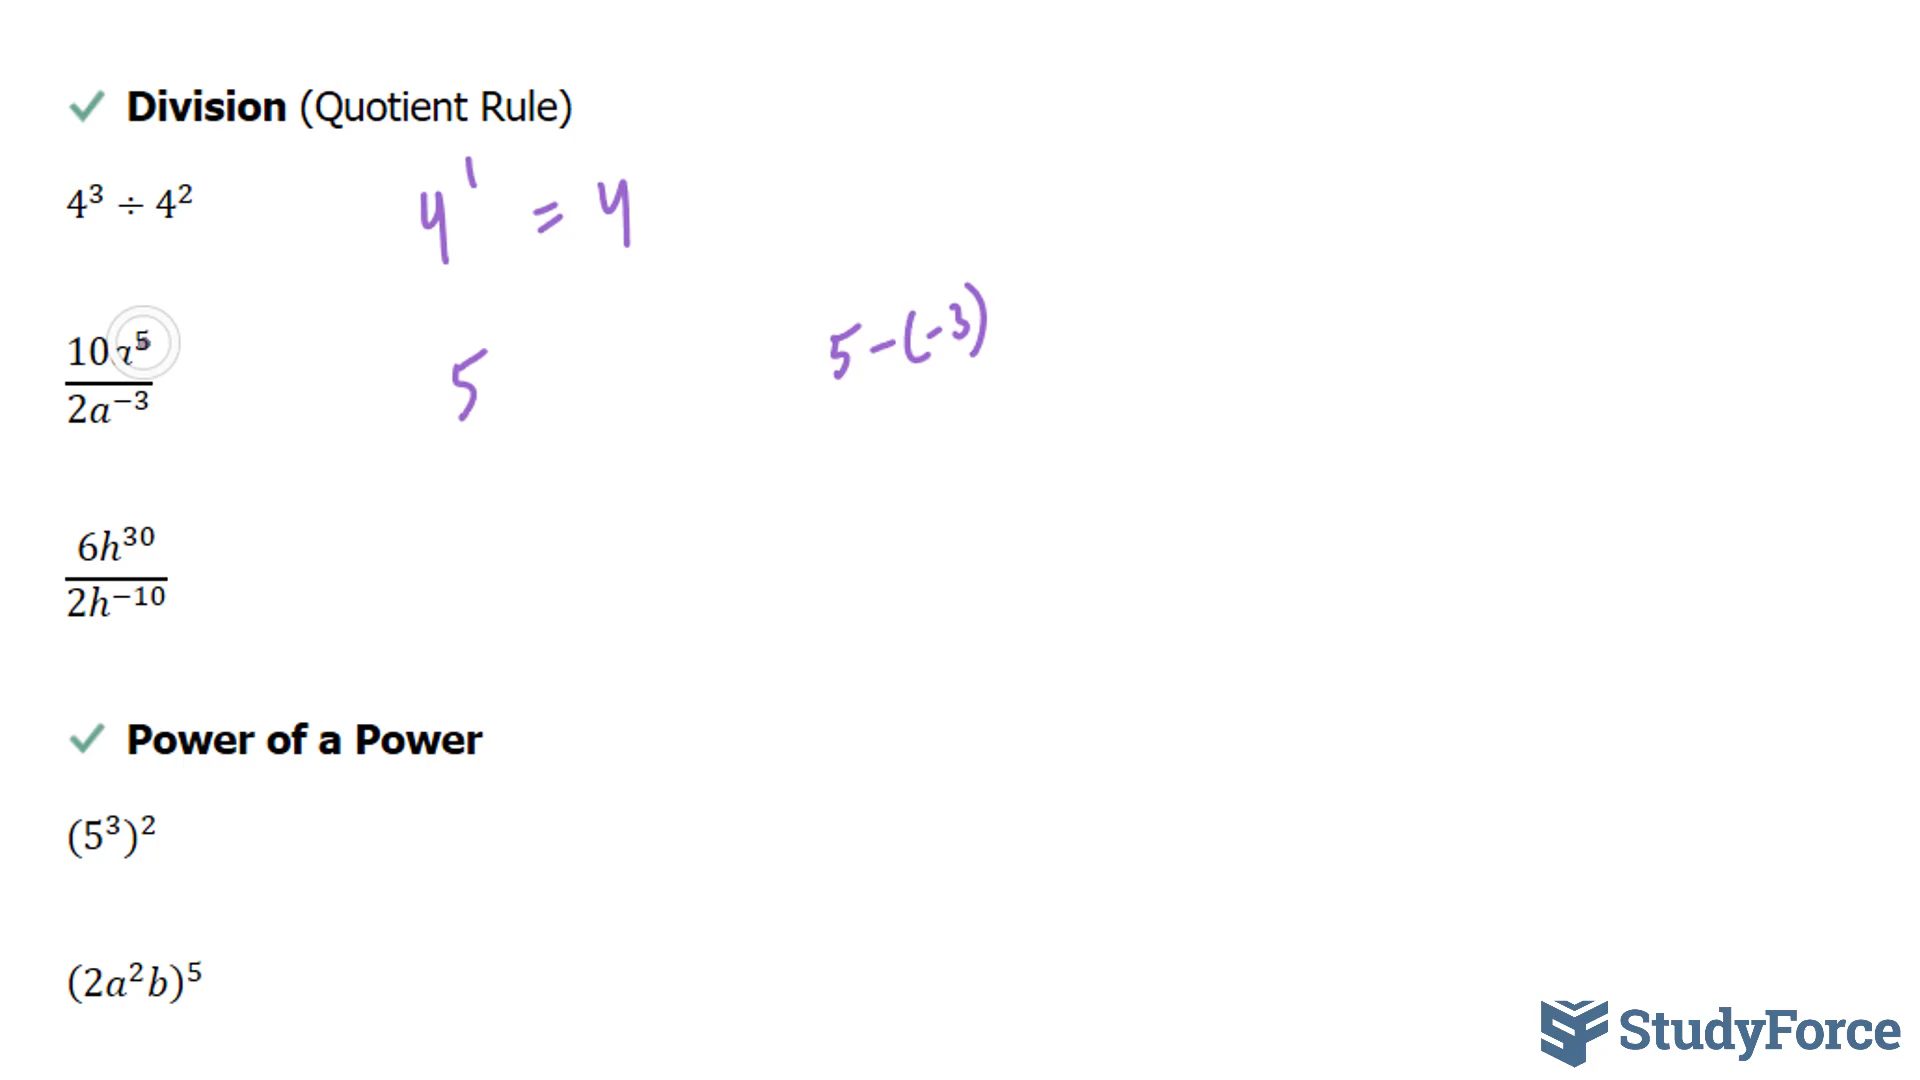 Division (Quotient Rule)
4³ ÷ 4² 4¹ = 4
10a⁵ 5 5-(-3)
2a⁻³
6h³⁰
2h⁻¹⁰
Power of a Power
(5³)²
(2a²b)⁵
StudyForce